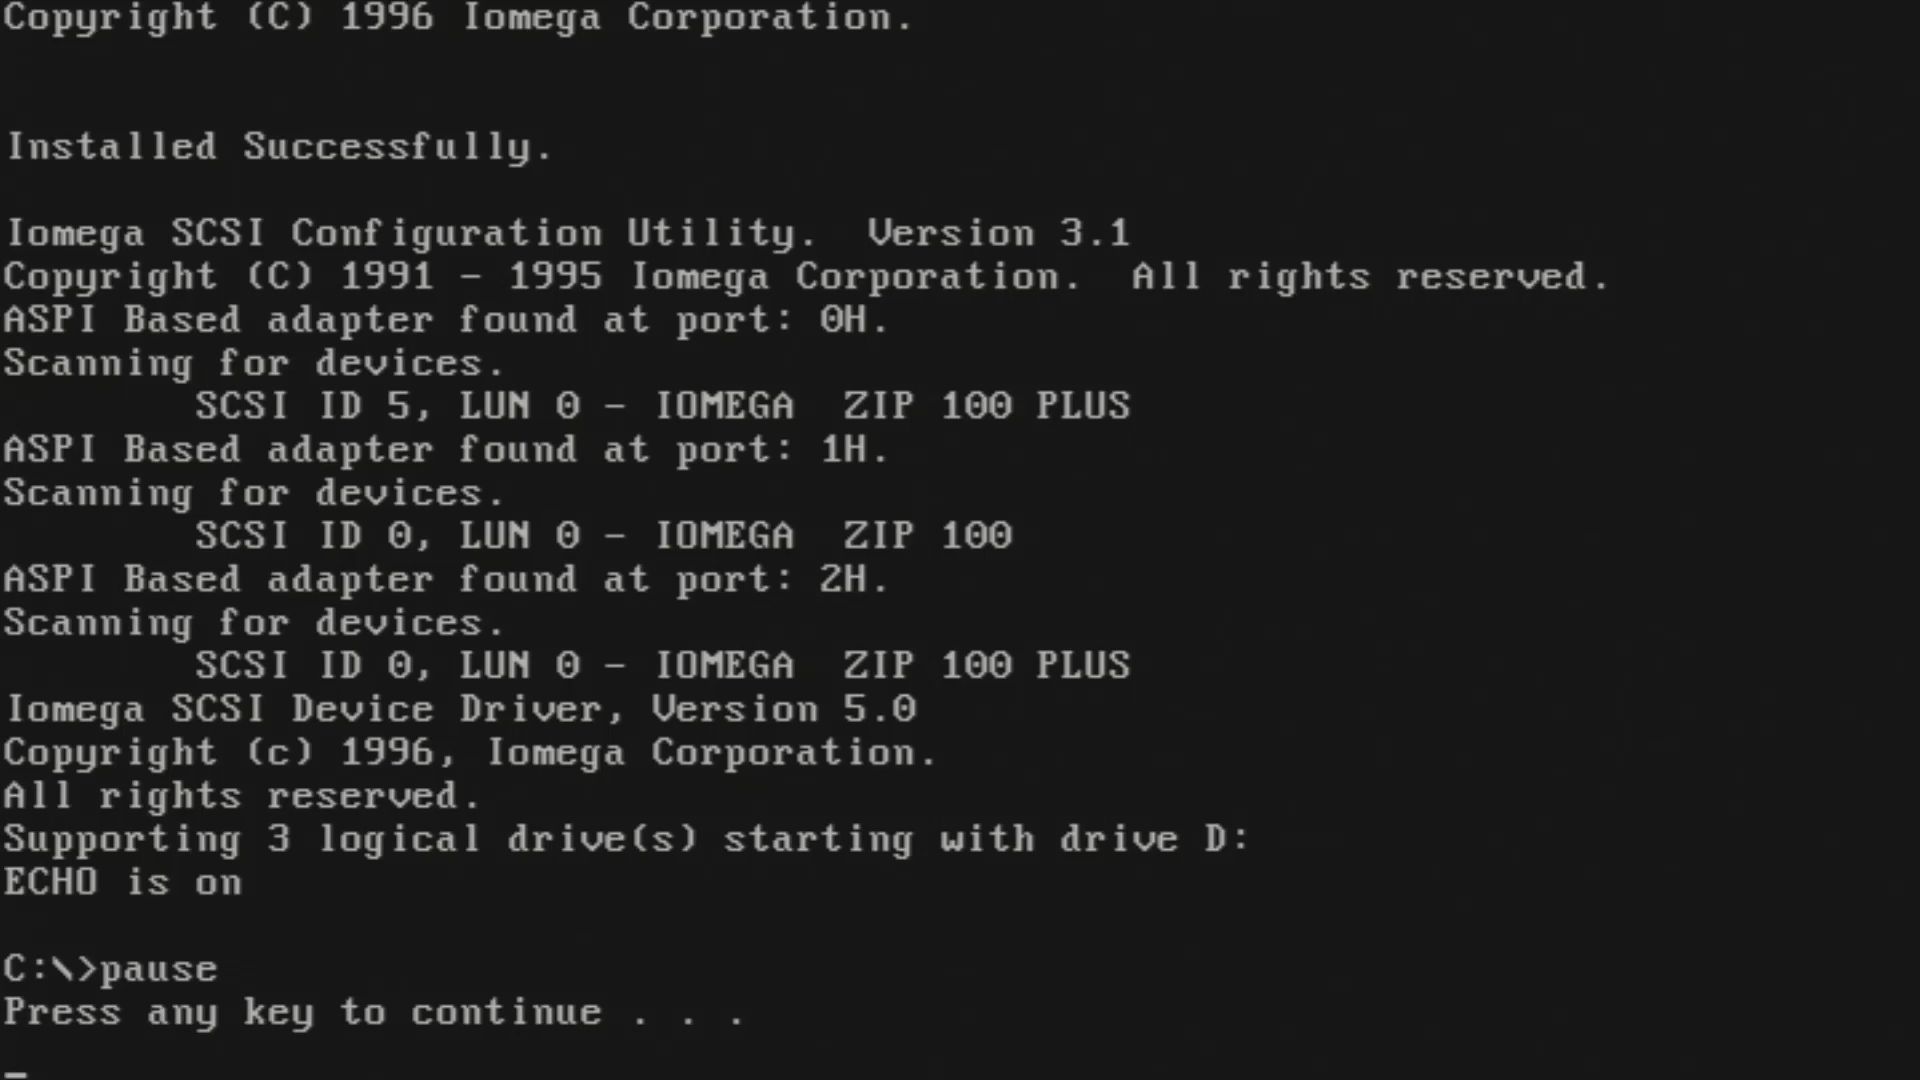 Copyright (C) 1996 Iomega Corporation.
Installed Successfully.
Iomega SCSI Configuration Utility.  Version 3.1
Copyright (C) 1991 - 1995 Iomega Corporation.  All rights reserved.
ASPI Based adapter found at port: 0H.
Scanning for devices.
        SCSI ID 5, LUN 0 - IOMEGA  ZIP 100 PLUS
ASPI Based adapter found at port: 1H.
Scanning for devices.
        SCSI ID 0, LUN 0 - IOMEGA  ZIP 100
ASPI Based adapter found at port: 2H.
Scanning for devices.
        SCSI ID 0, LUN 0 - IOMEGA  ZIP 100 PLUS
Iomega SCSI Device Driver, Version 5.0
Copyright (c) 1996, Iomega Corporation.
All rights reserved.
Supporting 3 logical drive(s) starting with drive D:
ECHO is on
C:\>pause
Press any key to continue . . .
_